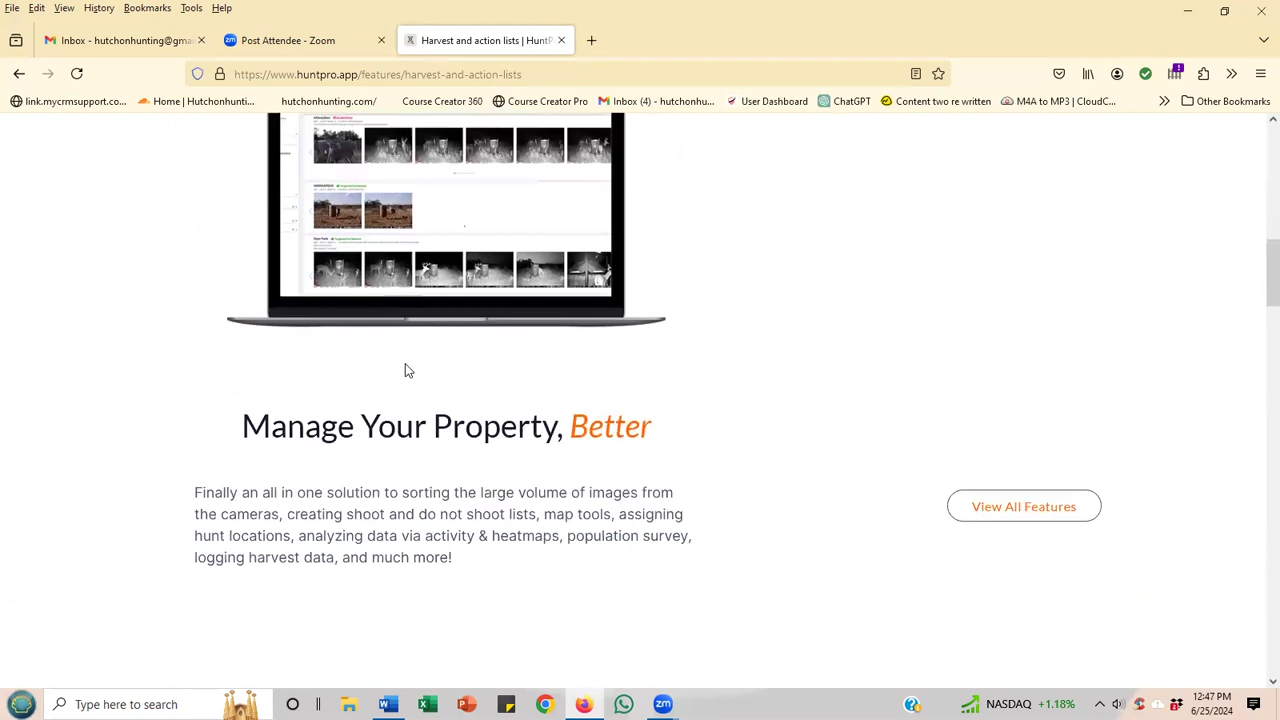 File Edit View History Bookmarks Tools Help
Inbox - hutchonhunting@gma
Post Attendee - Zoom
Harvest and action lists | HuntP
https://www.huntpro.app/features/harvest-and-action-lists
link.mycrmsupport.co...
Home | Hutchonhunti...
hutchonhunting.com/
Course Creator 360
Course Creator Pro
Inbox (4) - hutchonhu...
User Dashboard
ChatGPT
Content two re written
M4A to MP3 | CloudC...
Other Bookmarks
Manage Your Property, Better
Finally an all in one solution to sorting the large volume of images from
the cameras, creating shoot and do not shoot lists, map tools, assigning
hunt locations, analyzing data via activity & heatmaps, population survey,
logging harvest data, and much more!
View All Features
Type here to search
NASDAQ +1.18%
12:47 PM
6/25/2024